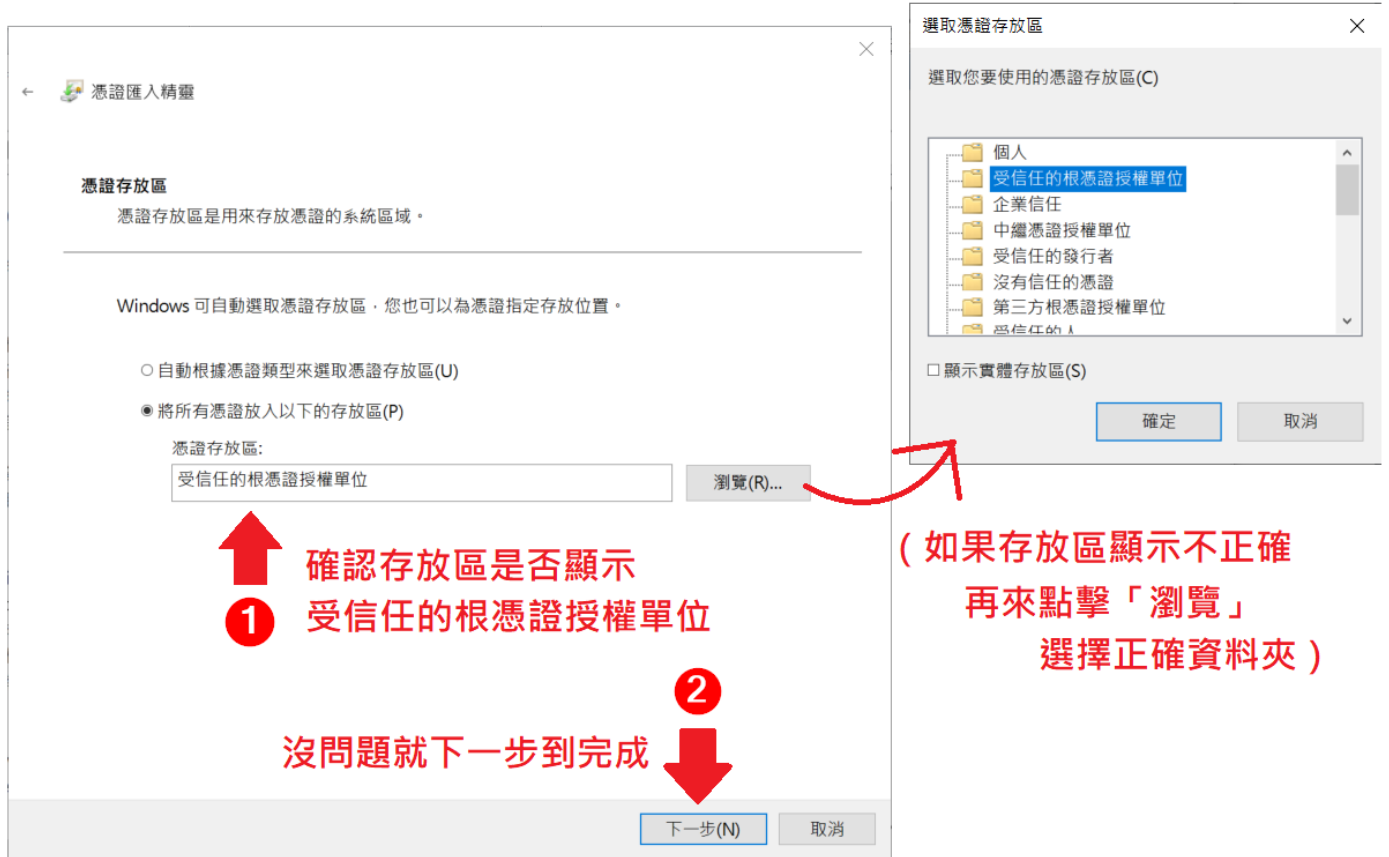 憑證匯入精靈
憑證存放區
憑證存放區是用來存放憑證的系統區域。
Windows 可自動選取憑證存放區，您也可以為憑證指定存放位置。
自動根據憑證類型來選取憑證存放區(U)
將所有憑證放入以下的存放區(P)
憑證存放區:
受信任的根憑證授權單位
瀏覽(R)...
1
確認存放區是否顯示
受信任的根憑證授權單位
2
沒問題就下一步到完成
下一步(N)
取消
選取憑證存放區
選取您要使用的憑證存放區(C)
個人
受信任的根憑證授權單位
企業信任
中繼憑證授權單位
受信任的發行者
沒有信任的憑證
第三方根憑證授權單位
受信任的人
顯示實體存放區(S)
確定
取消
(如果存放區顯示不正確
再來點擊「瀏覽」
選擇正確資料夾)